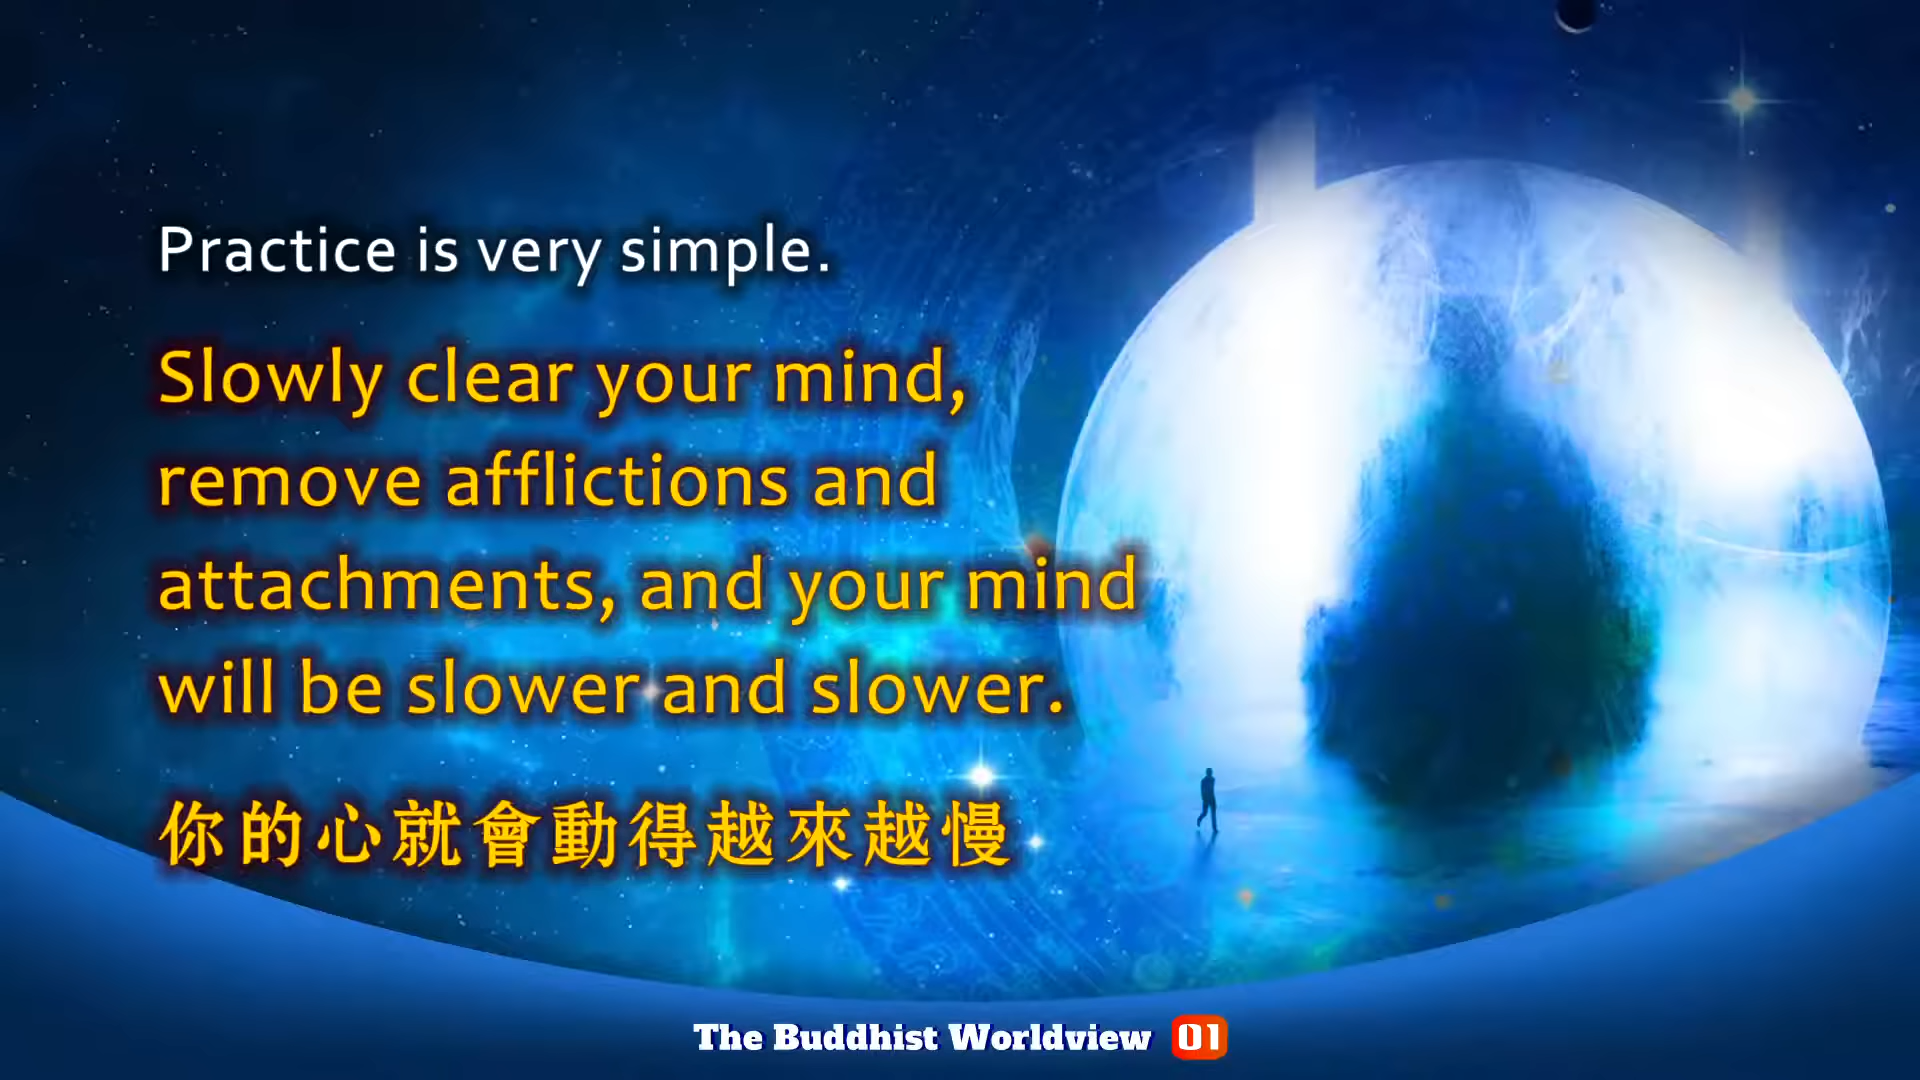 Practice is very simple.
Slowly clear your mind,
remove afflictions and
attachments, and your mind
will be slower and slower.
你的心就會動得越來越慢
The Buddhist Worldview 01